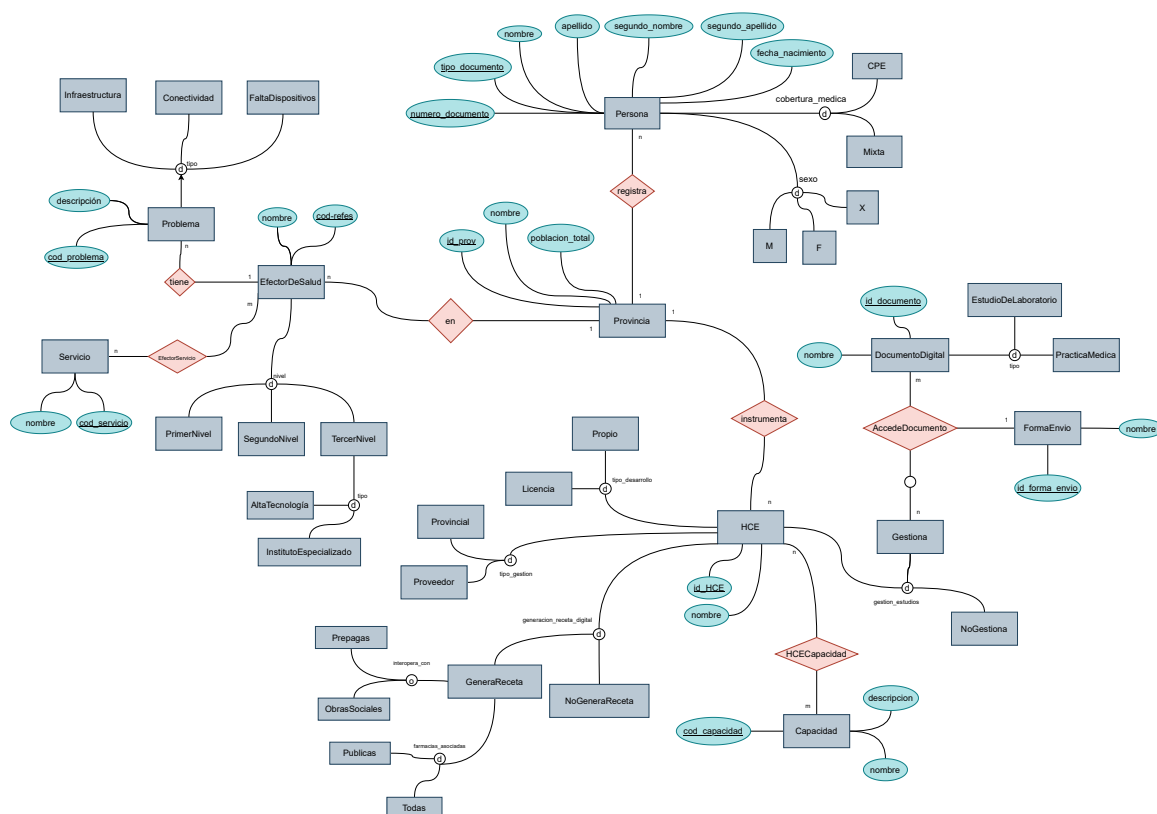 apellido
segundo_nombre
segundo_apellido
nombre
fecha_nacimiento
tipo_documento
CPE
cobertura_medica
Infraestructura
Conectividad
FaltaDispositivos
numero_documento
Persona
d
n
Mixta
tipo
d
registra
sexo
d
descripción
X
Problema
nombre
cod-refes
nombre
M
F
id_prov
poblacion_total
n
cod_problema
tiene
1
EfectorDeSalud
n
EstudioDeLaboratorio
id_documento
m
1
en
1
Provincia
1
Servicio
n
EfectorServicio
nombre
DocumentoDigital
d
PracticaMedica
tipo
nivel
d
m
nombre
cod_servicio
PrimerNivel
SegundoNivel
TercerNivel
instrumenta
AccedeDocumento
1
FormaEnvio
nombre
Propio
tipo_desarrollo
Licencia
d
id_forma_envio
AltaTecnología
tipo
d
n
n
Provincial
HCE
Gestiona
InstitutoEspecializado
n
d
tipo_gestion
Proveedor
id_HCE
d
gestion_estudios
nombre
generacion_receta_digital
d
NoGestiona
Prepagas
interopera_con
HCECapacidad
o
GeneraReceta
NoGeneraReceta
ObrasSociales
m
descripcion
cod_capacidad
Capacidad
farmacias_asociadas
Publicas
d
nombre
Todas